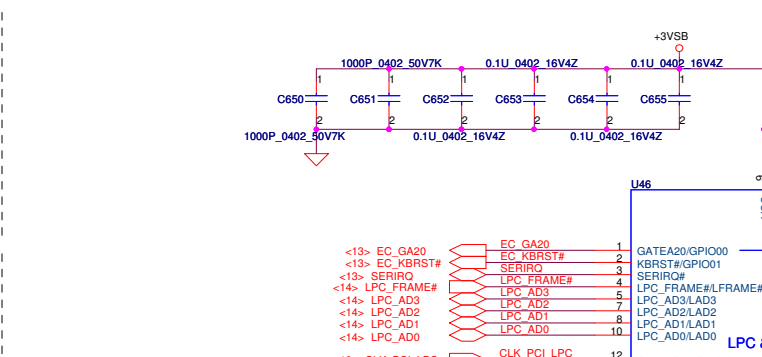 +3VSB
1000P_0402_50V7K 0.1U_0402_16V4Z 0.1U_0402_16V4Z
1 1 1 1 1 1
C650 C651 C652 C653 C654 C655
2 2 2 2 2 2
1000P_0402_50V7K 0.1U_0402_16V4Z 0.1U_0402_16V4Z
U46
<13> EC_GA20 EC_GA20 1 GATEA20/GPIO00
<13> EC_KBRST# EC_KBRST# 2 KBRST#/GPIO01
<13> SERIRQ SERIRQ 3 SERIRQ#
<14> LPC_FRAME# LPC_FRAME# 4 LPC_FRAME#/LFRAME#
<14> LPC_AD3 LPC_AD3 5 LPC_AD3/LAD3
<14> LPC_AD2 LPC_AD2 7 LPC_AD2/LAD2
<14> LPC_AD1 LPC_AD1 8 LPC_AD1/LAD1
<14> LPC_AD0 LPC_AD0 10 LPC_AD0/LAD0
LPC
CLK_PCI_LPC 12